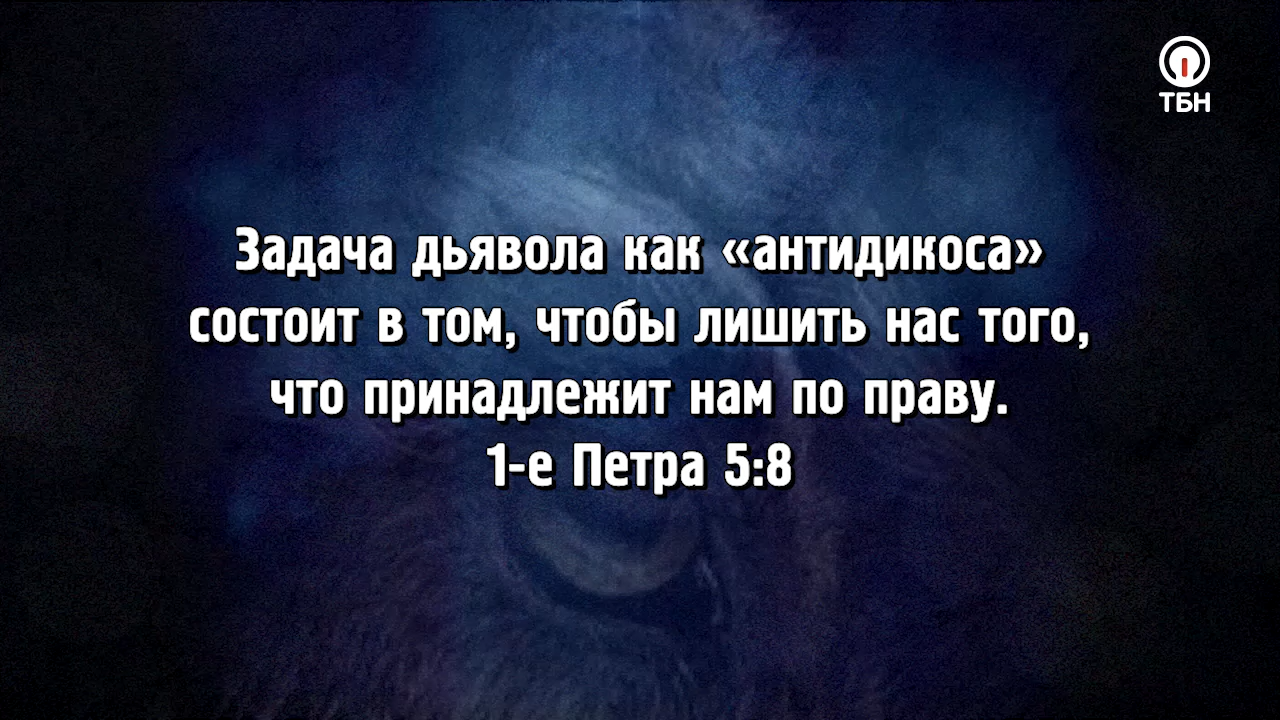 ТБН
Задача дьявола как «антидикоса»
состоит в том, чтобы лишить нас того,
что принадлежит нам по праву.
1-е Петра 5:8